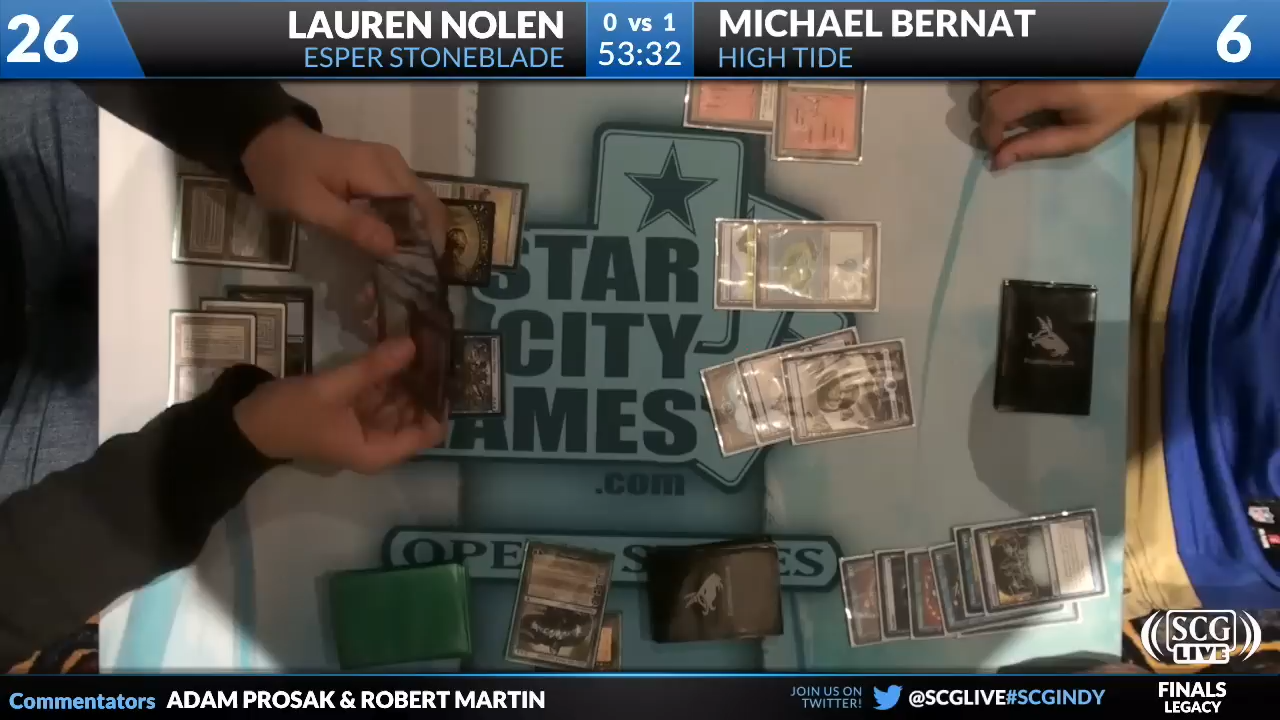 26
LAUREN NOLEN
ESPER STONEBLADE
0 vs 1
53:32
MICHAEL BERNAT
HIGH TIDE
6
STAR
CITY
GAMES
.com
OPEN SERIES
Commentators ADAM PROSAK & ROBERT MARTIN
JOIN US ON
TWITTER!
@SCGLIVE#SCGINDY
SCG
LIVE
FINALS
LEGACY